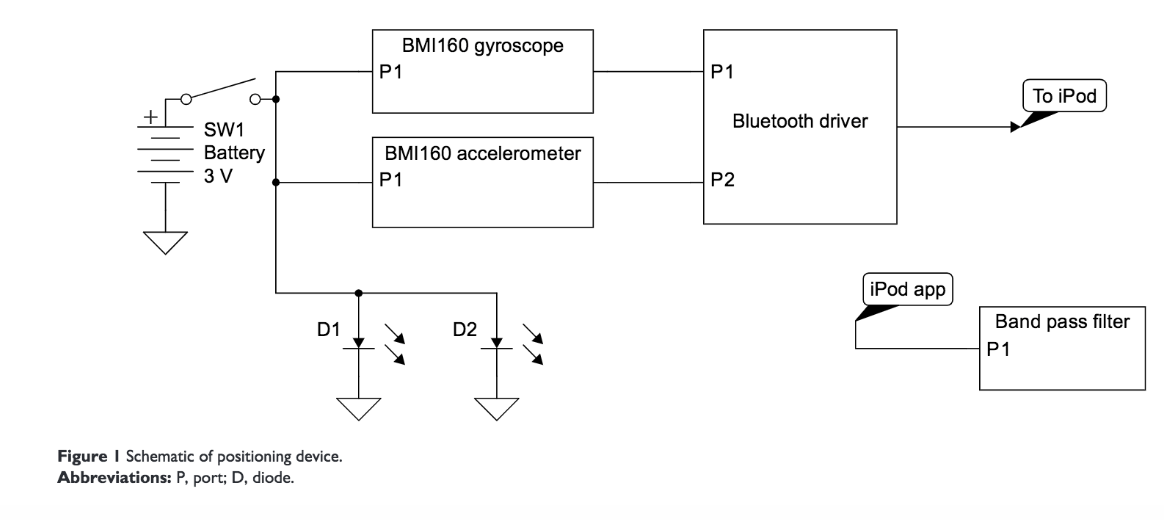 BMI160 gyroscope
P1
P1
Bluetooth driver
P2
To iPod
+
SW1
Battery
3 V
BMI160 accelerometer
P1
D1
D2
iPod app
Band pass filter
P1
Figure 1 Schematic of positioning device.
Abbreviations: P, port; D, diode.